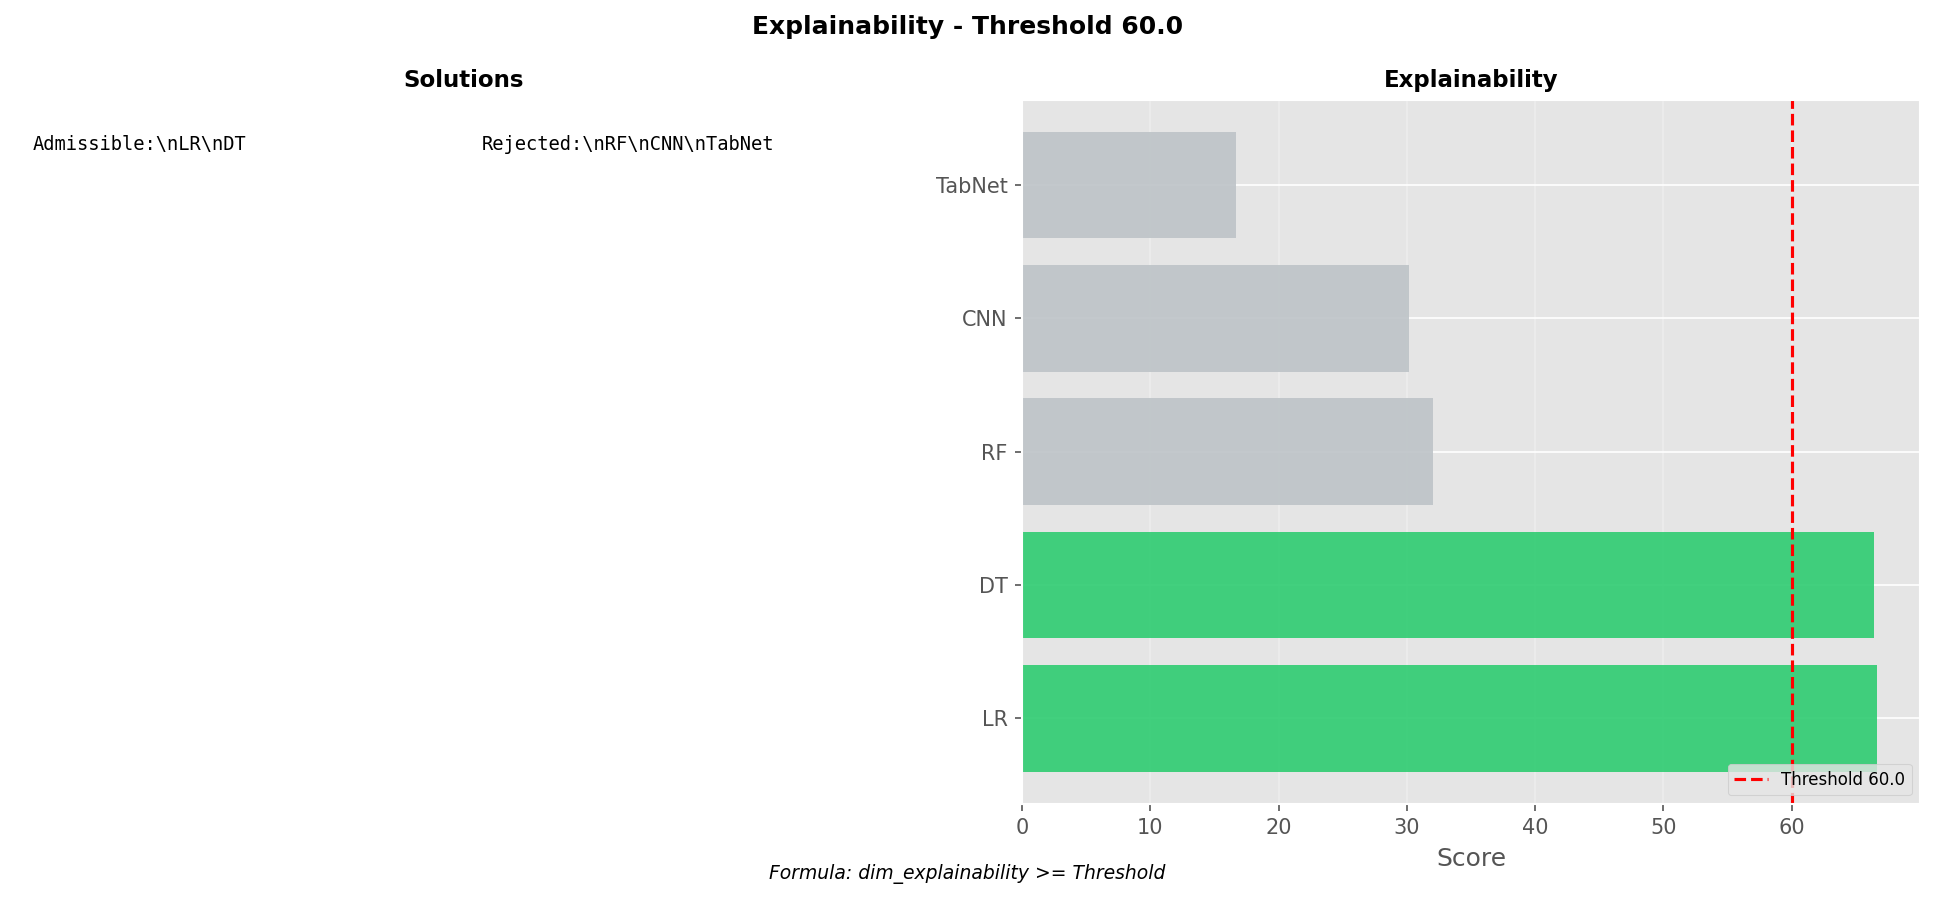 Explainability - Threshold 60.0
Solutions
Admissible:\nLR\nDT
Rejected:\nRF\nCNN\nTabNet
Explainability
TabNet
CNN
RF
DT
LR
Threshold 60.0
0 10 20 30 40 50 60
Score
Formula: dim_explainability >= Threshold